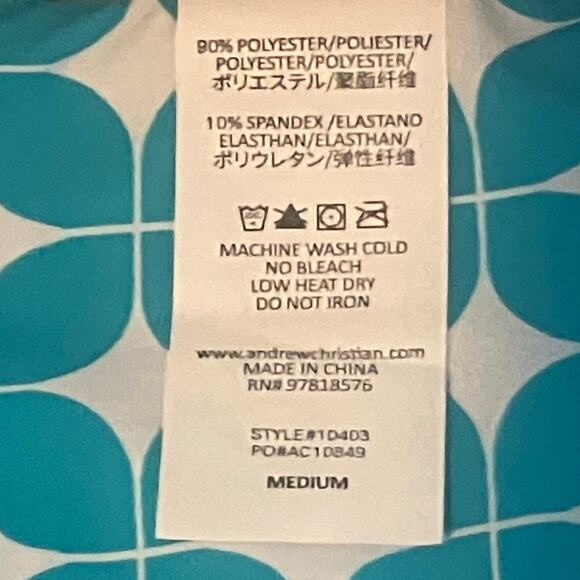 90% POLYESTER/POLIESTER/
POLYESTER/POLYESTER/
ポリエステル/聚酯纤维
10% SPANDEX /ELASTANO
ELASTHAN/ELASTHAN/
ポリウレタン/弹性纤维
MACHINE WASH COLD
NO BLEACH
LOW HEAT DRY
DO NOT IRON
www.andrewchristian.com
MADE IN CHINA
RN# 97818576
STYLE#10403
PO#AC10849
MEDIUM